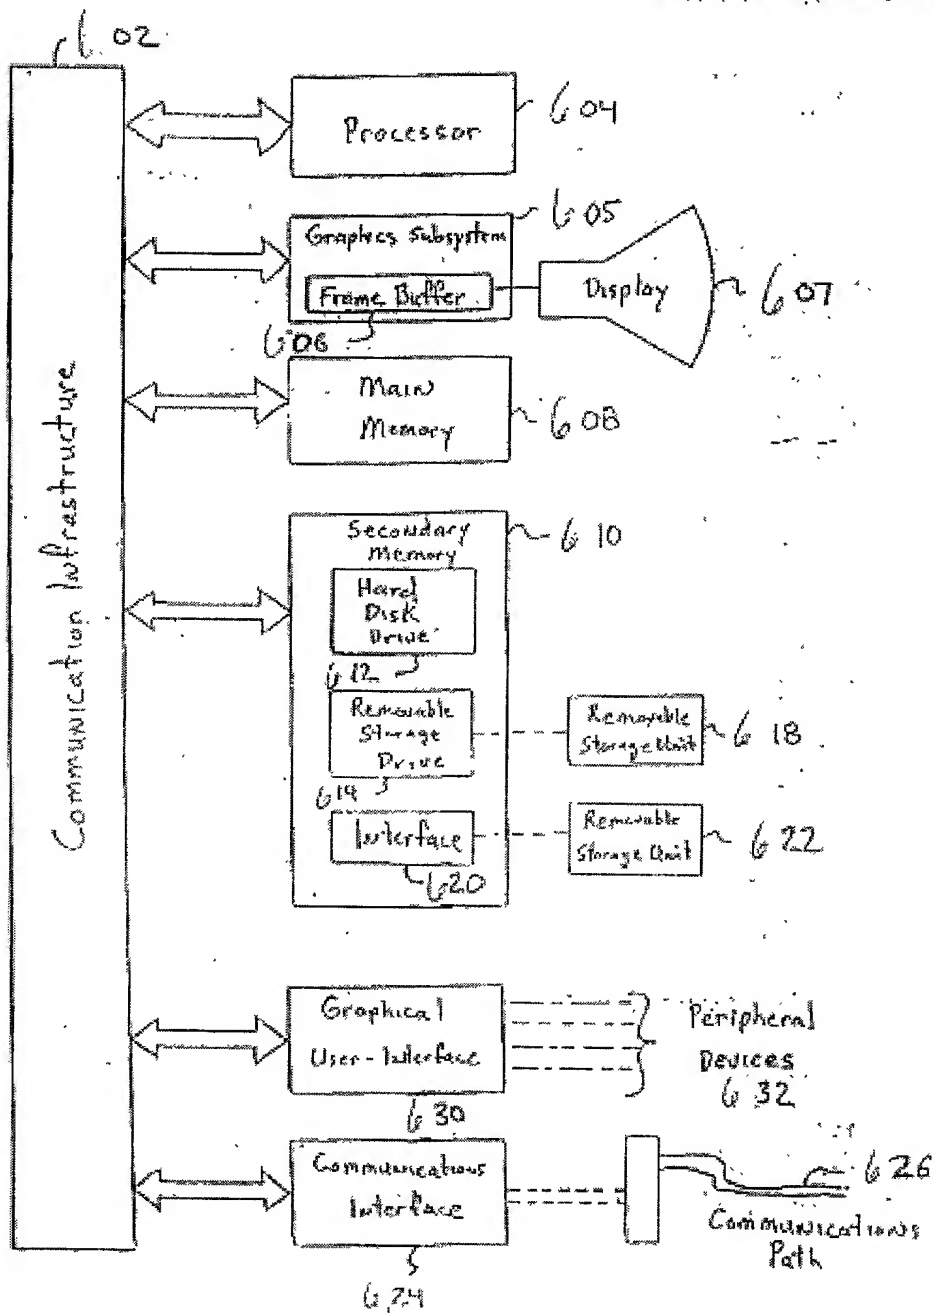 602
Processor
604
Graphics Subsystem
605
Frame Buffer
606
Display
607
Main
Memory
608
Communication Infrastructure
Secondary
Memory
610
Hard
Disk
Drive
612
Removable
Storage
Drive
614
Removable
Storage Unit
618
Interface
620
Removable
Storage Unit
622
Graphical
User-Interface
630
Peripheral
Devices
632
Communications
Interface
624
626
Communications
Path